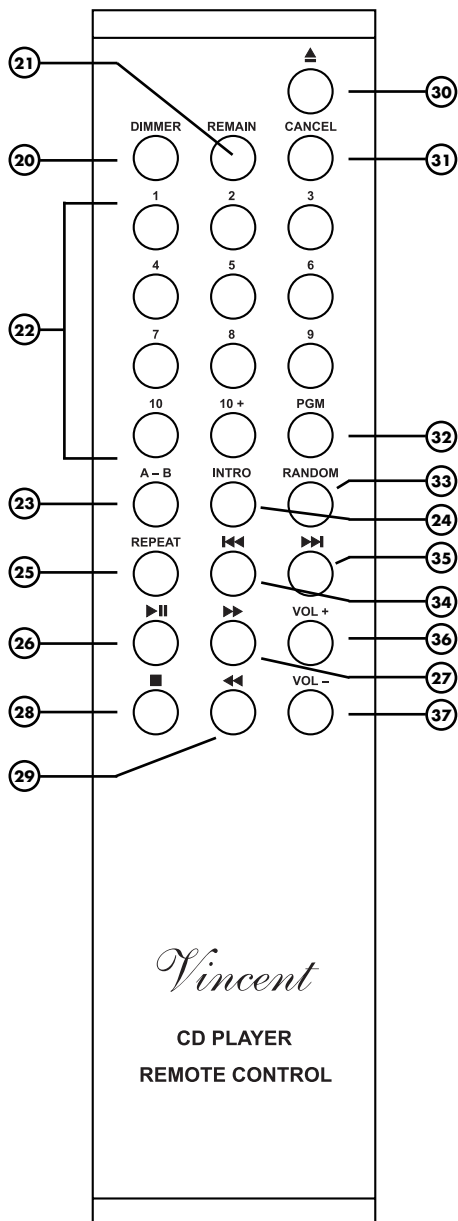 21
▲
30
DIMMER REMAIN CANCEL
20
31
1 2 3
4 5 6
22
7 8 9
10 10 + PGM
32
A – B INTRO RANDOM
23
33
24
REPEAT
25
35
34
26
VOL +
36
27
VOL –
28
37
29
Vincent
CD PLAYER
REMOTE CONTROL